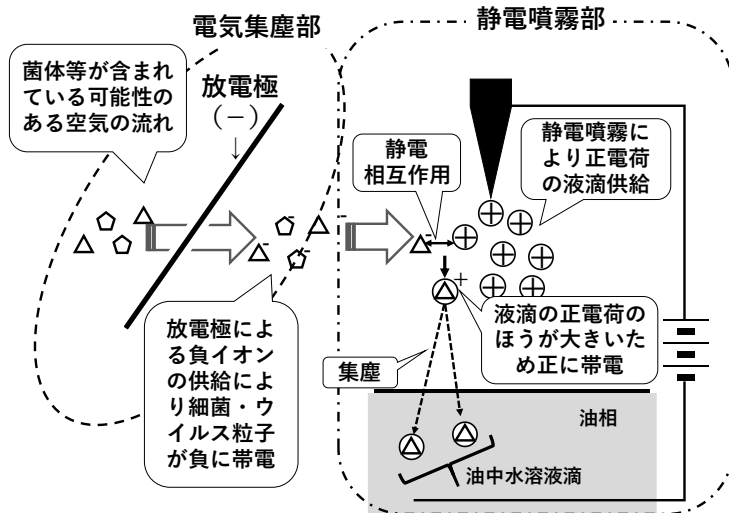 電気集塵部
静電噴霧部
菌体等が含まれ
ている可能性の
ある空気の流れ
放電極
(－)
↓
静電
相互作用
静電噴霧に
より正電荷
の液滴供給
放電極によ
る負イオン
の供給によ
り細菌・ウ
イルス粒子
が負に帯電
液滴の正電荷の
ほうが大きいた
め正に帯電
集塵
油相
油中水溶液滴